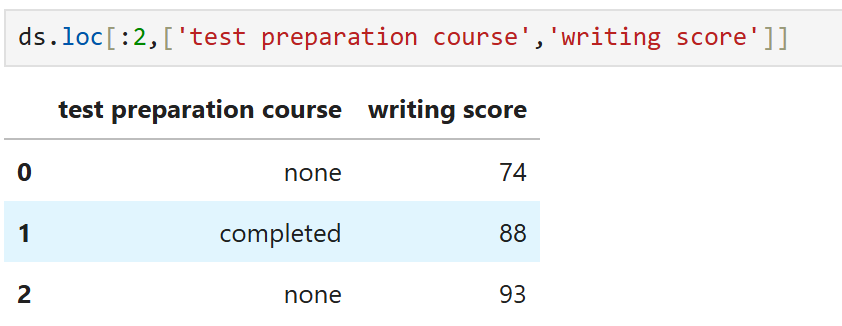 ds.loc[:2,['test preparation course','writing score']]
test preparation course writing score
0 none 74
1 completed 88
2 none 93